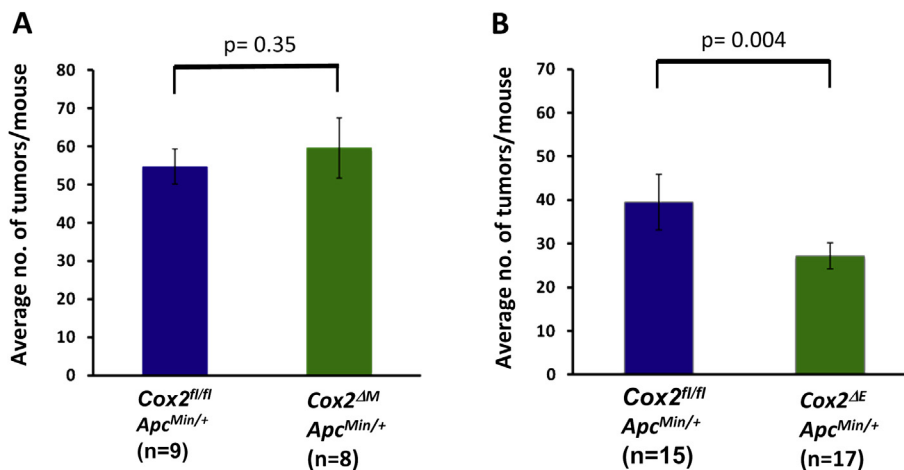 A
p= 0.35
Average no. of tumors/mouse
80
70
60
50
40
30
20
10
0
Cox2fl/fl
ApcMin/+
(n=9)
Cox2ΔM
ApcMin/+
(n=8)
B
p= 0.004
Average no. of tumors/mouse
70
60
50
40
30
20
10
0
Cox2fl/fl
ApcMin/+
(n=15)
Cox2ΔE
ApcMin/+
(n=17)